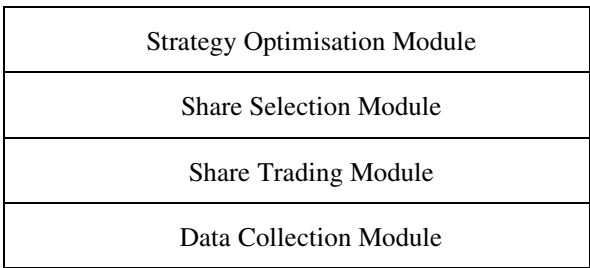 Strategy Optimisation Module
Share Selection Module
Share Trading Module
Data Collection Module